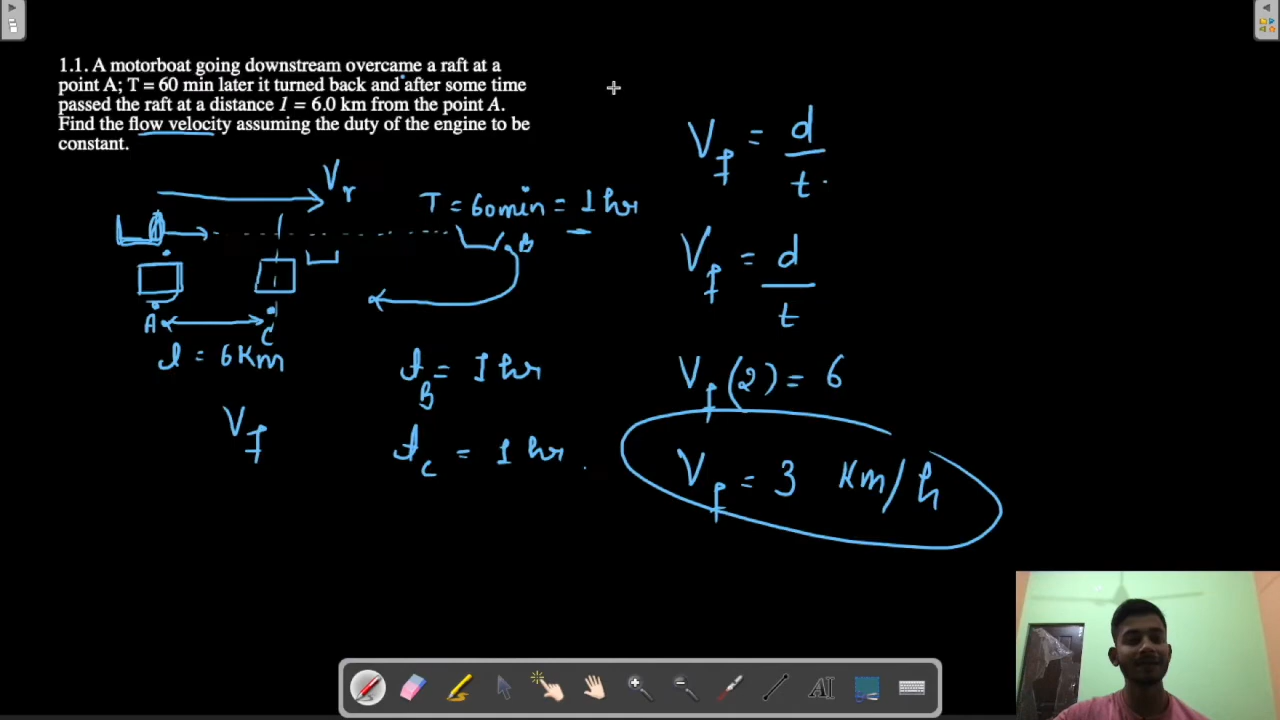 1.1. A motorboat going downstream overcame a raft at a
point A; T = 60 min later it turned back and after some time
passed the raft at a distance I = 6.0 km from the point A.
Find the flow velocity assuming the duty of the engine to be
constant.
Vr
T = 60min = 1 hr
B
A
C
l = 6Km
Vf
tB = 1 hr
tC = 1 hr.
Vf = d/t
Vf = d/t
Vf(2) = 6
Vf = 3 Km/h
AI